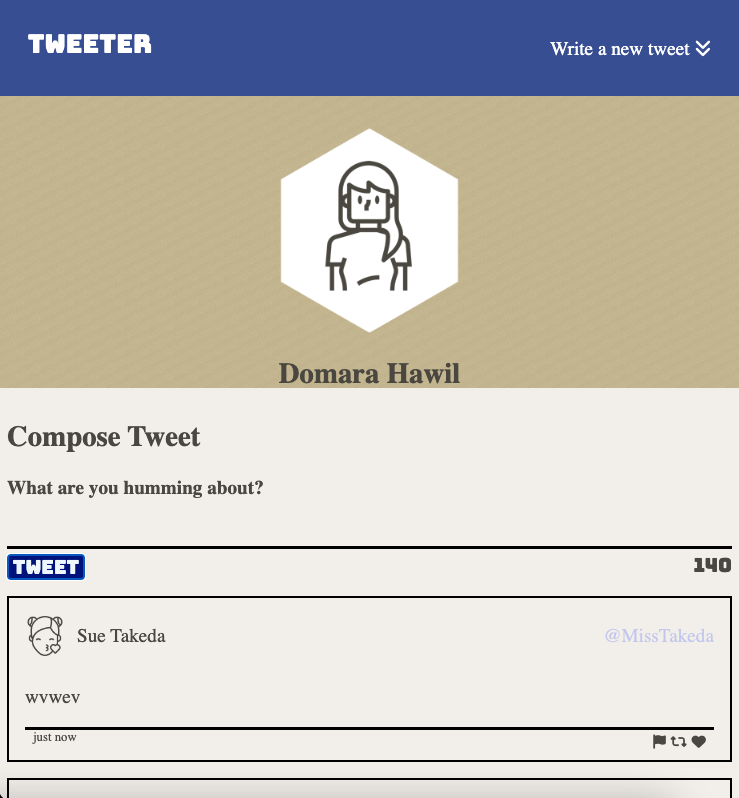 TWEETER
Write a new tweet
Domara Hawil
Compose Tweet
What are you humming about?
TWEET
140
Sue Takeda
@MissTakeda
wvwev
just now